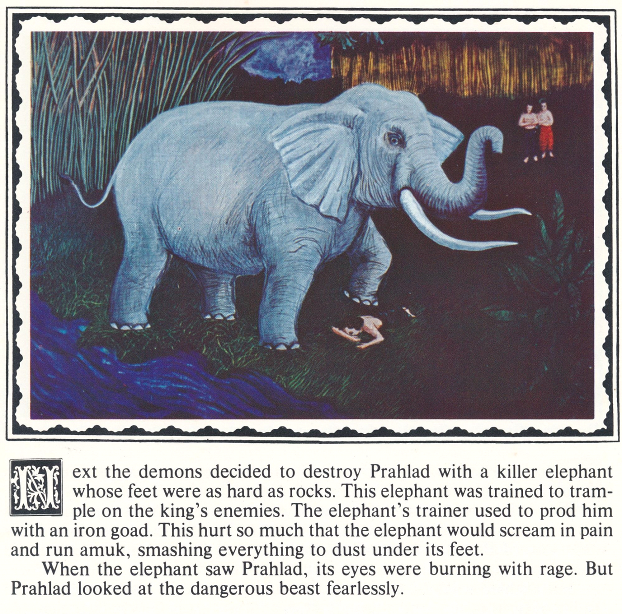 Next the demons decided to destroy Prahlad with a killer elephant
whose feet were as hard as rocks. This elephant was trained to tram-
ple on the king's enemies. The elephant's trainer used to prod him
with an iron goad. This hurt so much that the elephant would scream in pain
and run amuk, smashing everything to dust under its feet.
When the elephant saw Prahlad, its eyes were burning with rage. But
Prahlad looked at the dangerous beast fearlessly.